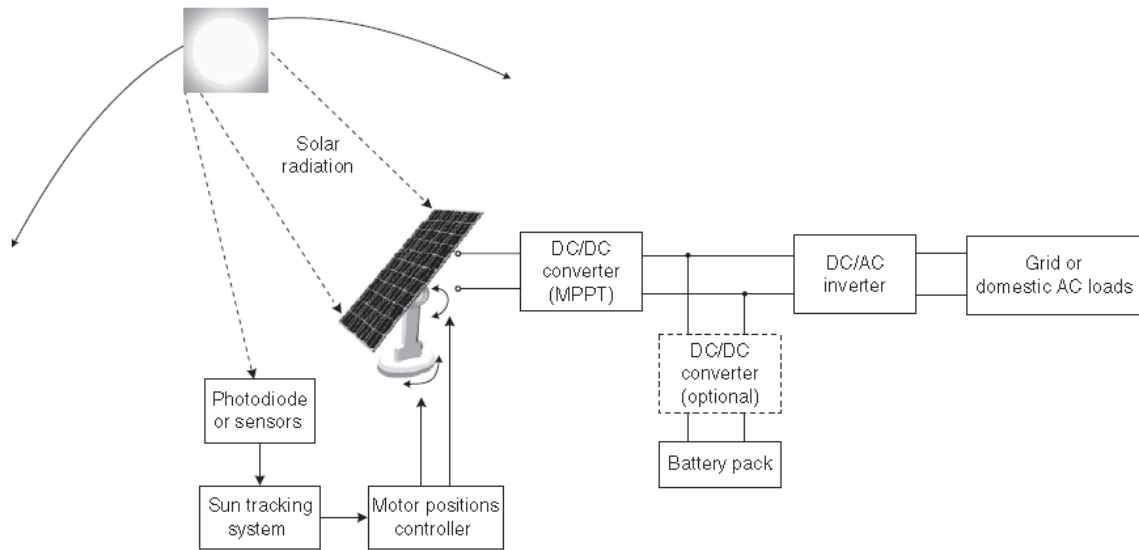 Solar
radiation
DC/DC
converter
(MPPT)
DC/AC
inverter
Grid or
domestic AC loads
DC/DC
converter
(optional)
Battery pack
Photodiode
or sensors
Sun tracking
system
Motor positions
controller